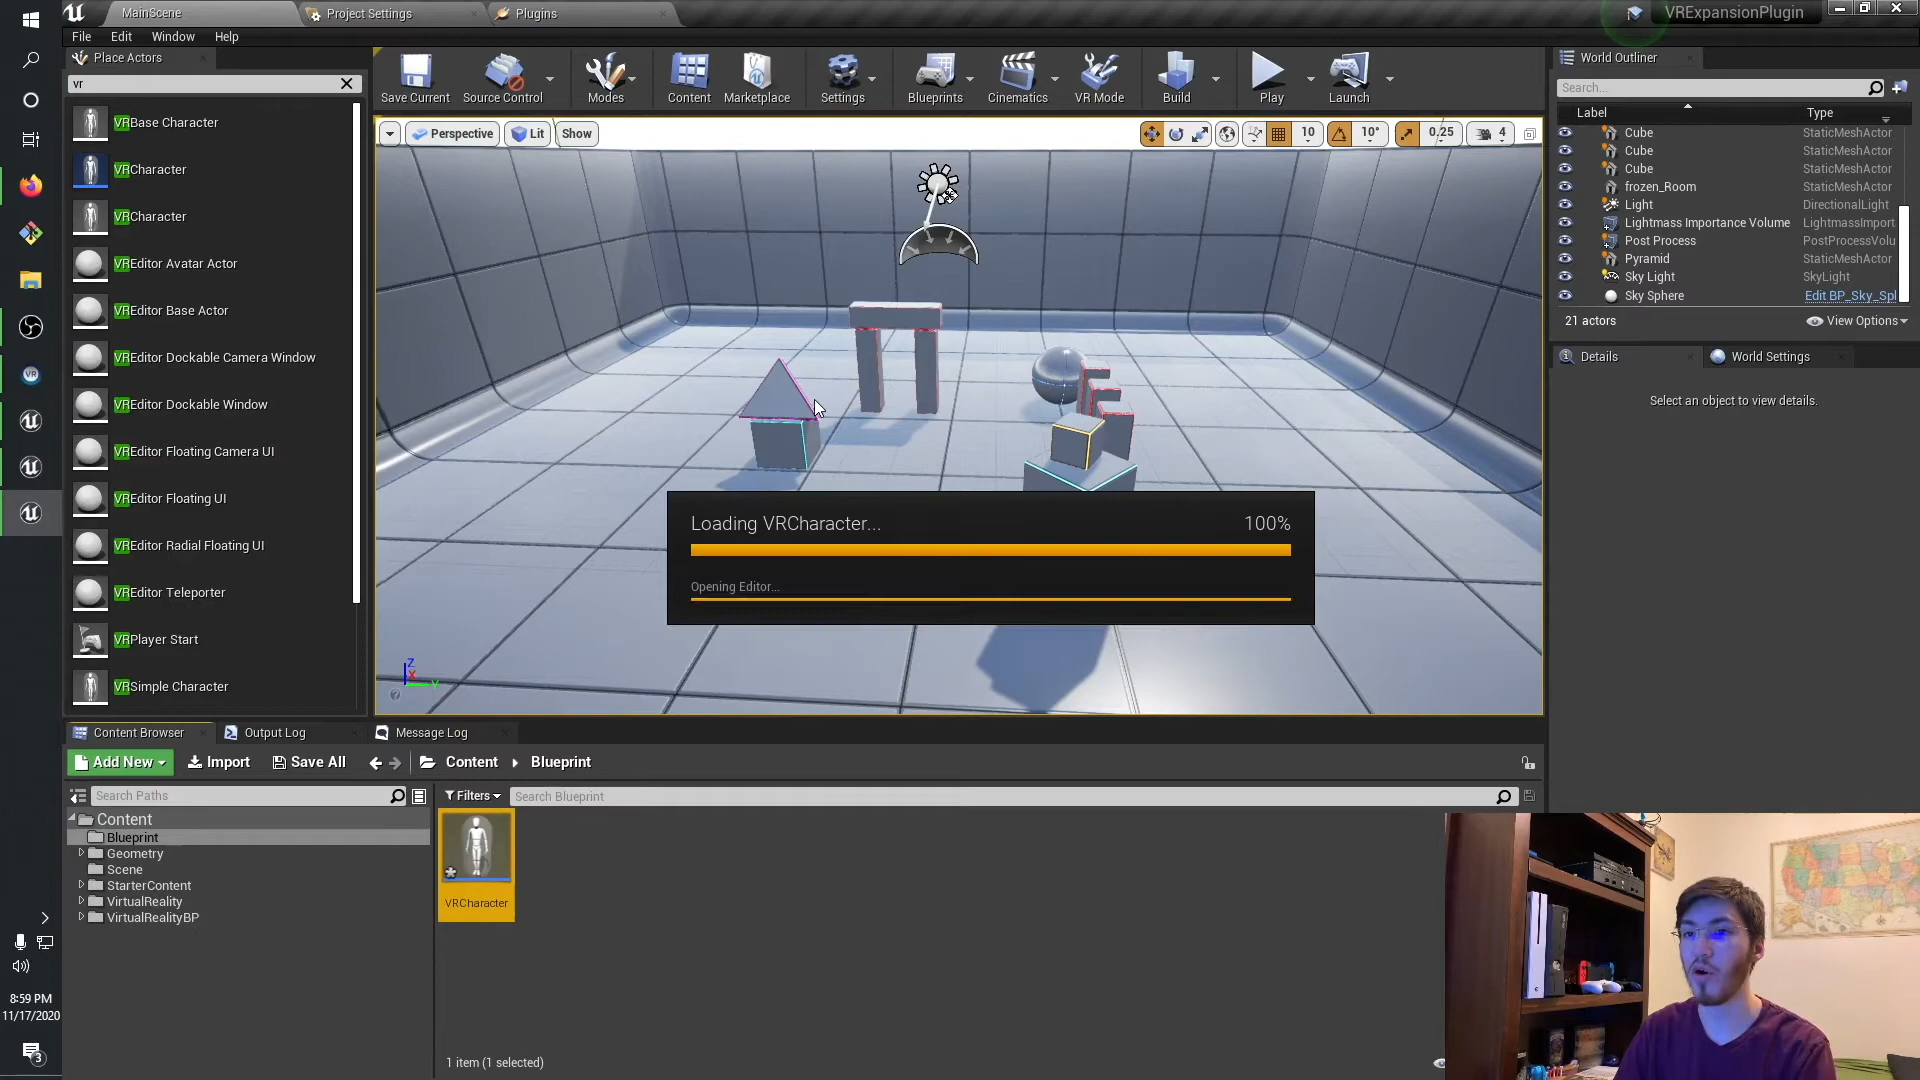 MainScene
Project Settings
Plugins
VRExpansionPlugin
File Edit Window Help
Place Actors
vr
VRBase Character
VRCharacter
VRCharacter
VREditor Avatar Actor
VREditor Base Actor
VREditor Dockable Camera Window
VREditor Dockable Window
VREditor Floating Camera UI
VREditor Floating UI
VREditor Radial Floating UI
VREditor Teleporter
VRPlayer Start
VRSimple Character
Save Current
Source Control
Modes
Content
Marketplace
Settings
Blueprints
Cinematics
VR Mode
Build
Play
Launch
Perspective
Lit
Show
10
10°
0.25
4
Loading VRCharacter... 100%
Opening Editor...
Z
X
Y
World Outliner
Search...
Label Type
Cube StaticMeshActor
Cube StaticMeshActor
Cube StaticMeshActor
frozen_Room StaticMeshActor
Light DirectionalLight
Lightmass Importance Volume LightmassImport
Post Process PostProcessVolu
Pyramid StaticMeshActor
Sky Light SkyLight
Sky Sphere Edit BP_Sky_Spl
21 actors
View Options
Details
World Settings
Select an object to view details.
Content Browser
Output Log
Message Log
Add New
Import
Save All
Content
Blueprint
Search Paths
Filters
Search Blueprint
Content
Blueprint
Geometry
Scene
StarterContent
VirtualReality
VirtualRealityBP
VRCharacter
1 item (1 selected)
VR
8:59 PM
11/17/2020
3